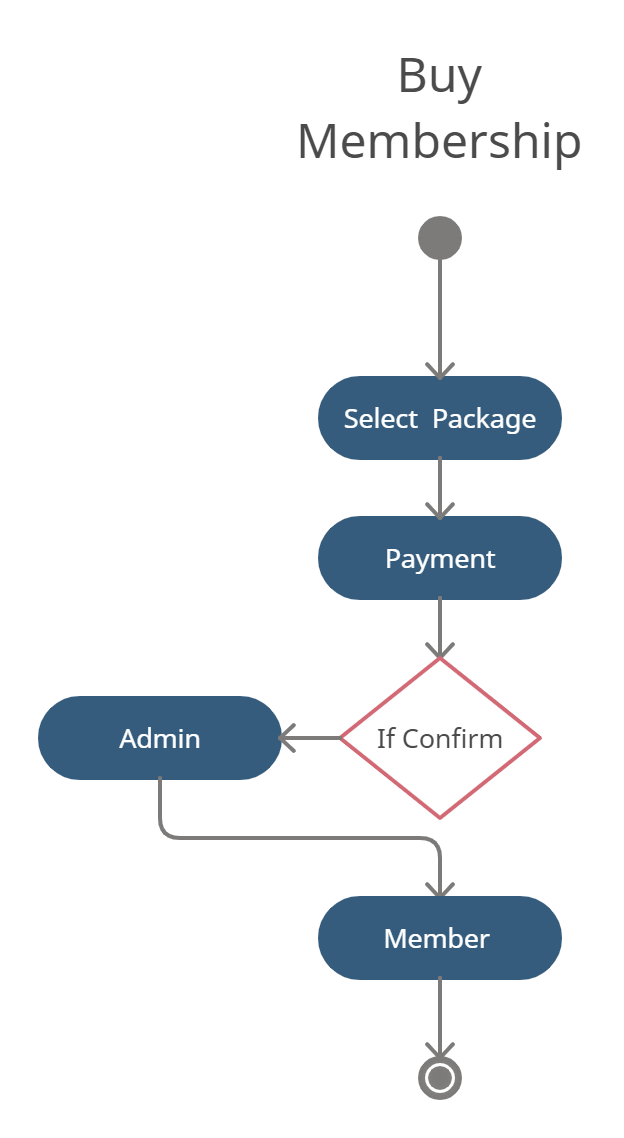 Buy
Membership
Select  Package
Payment
If Confirm
Admin
Member